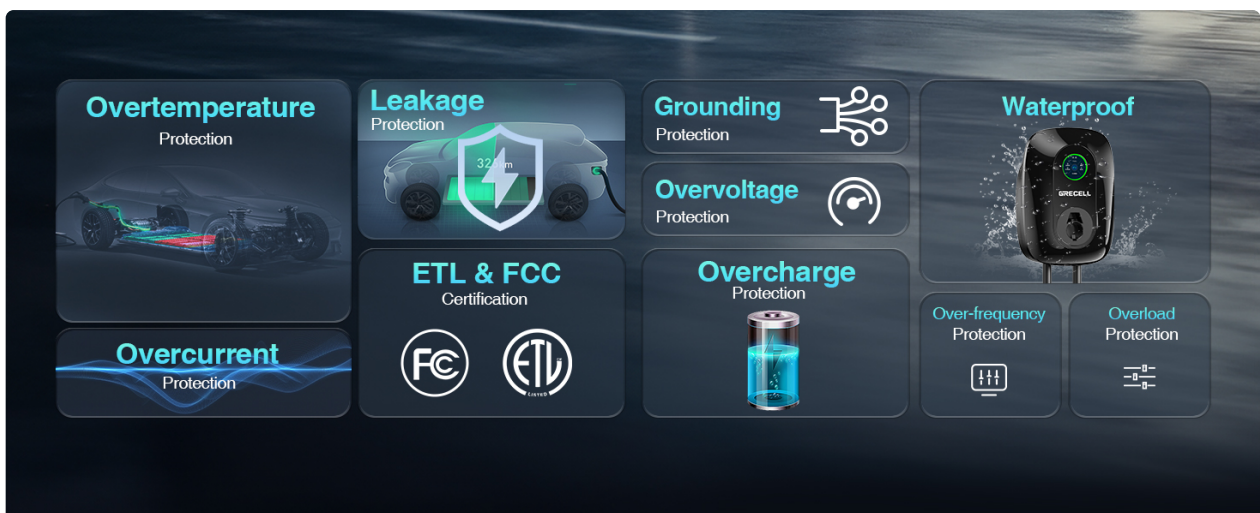 Overtemperature
Protection
Overcurrent
Protection
Leakage
Protection
ETL & FCC
Certification
FC
ETL
LISTED
Grounding
Protection
Overvoltage
Protection
Overcharge
Protection
Waterproof
GRECELL
Over-frequency
Protection
Overload
Protection